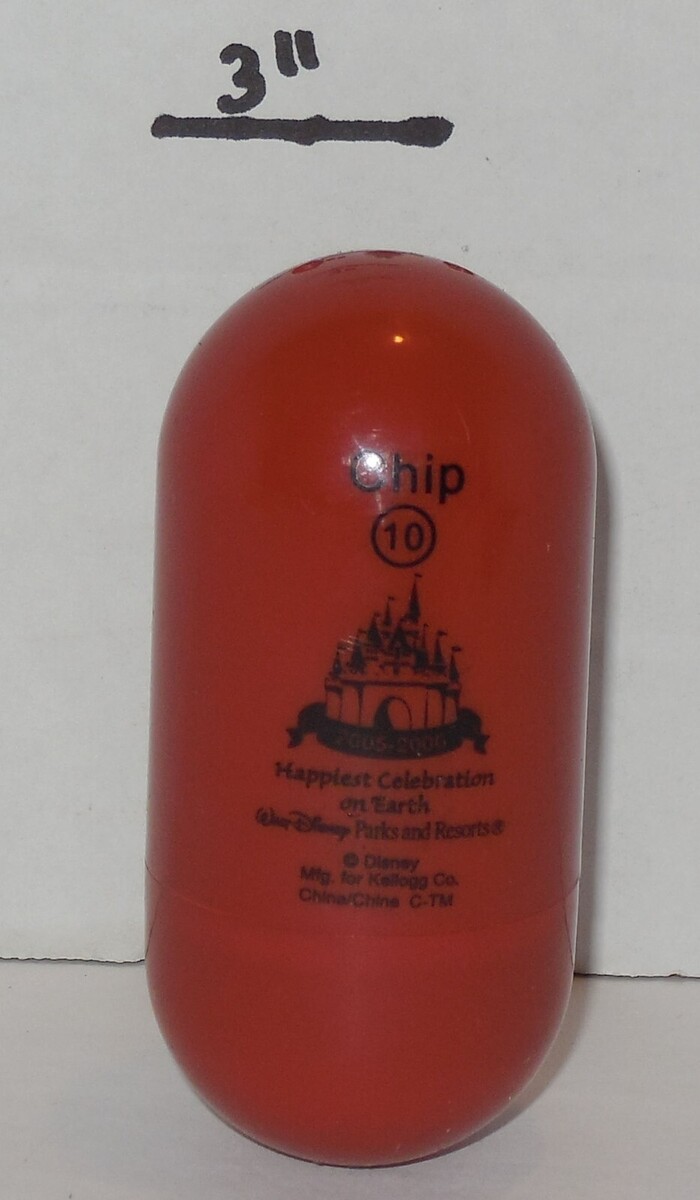 3"
Chip
10
2005-2006
Happiest Celebration
on Earth
Walt Disney Parks and Resorts®
© Disney
Mfg. for Kellogg Co.
China/Chine C-TM